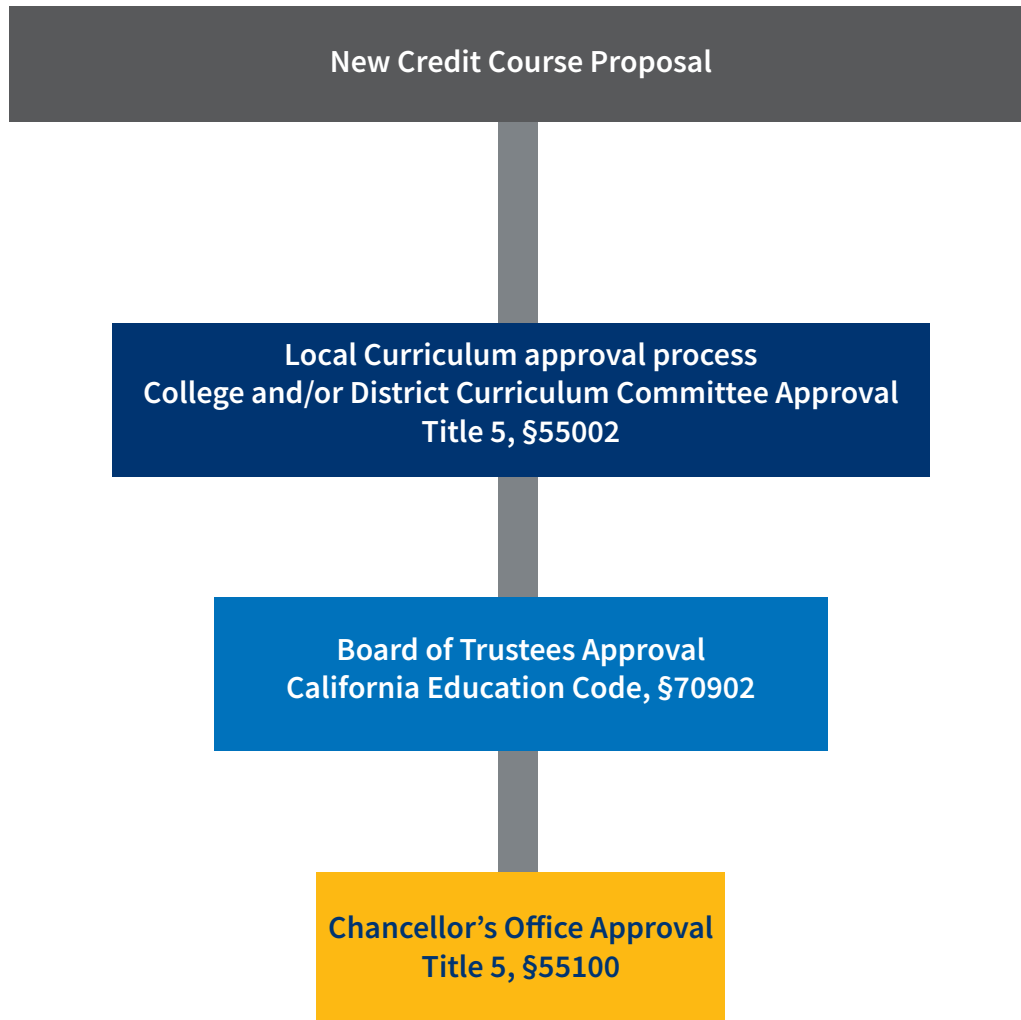 New Credit Course Proposal
Local Curriculum approval process
College and/or District Curriculum Committee Approval
Title 5, §55002
Board of Trustees Approval
California Education Code, §70902
Chancellor’s Office Approval
Title 5, §55100